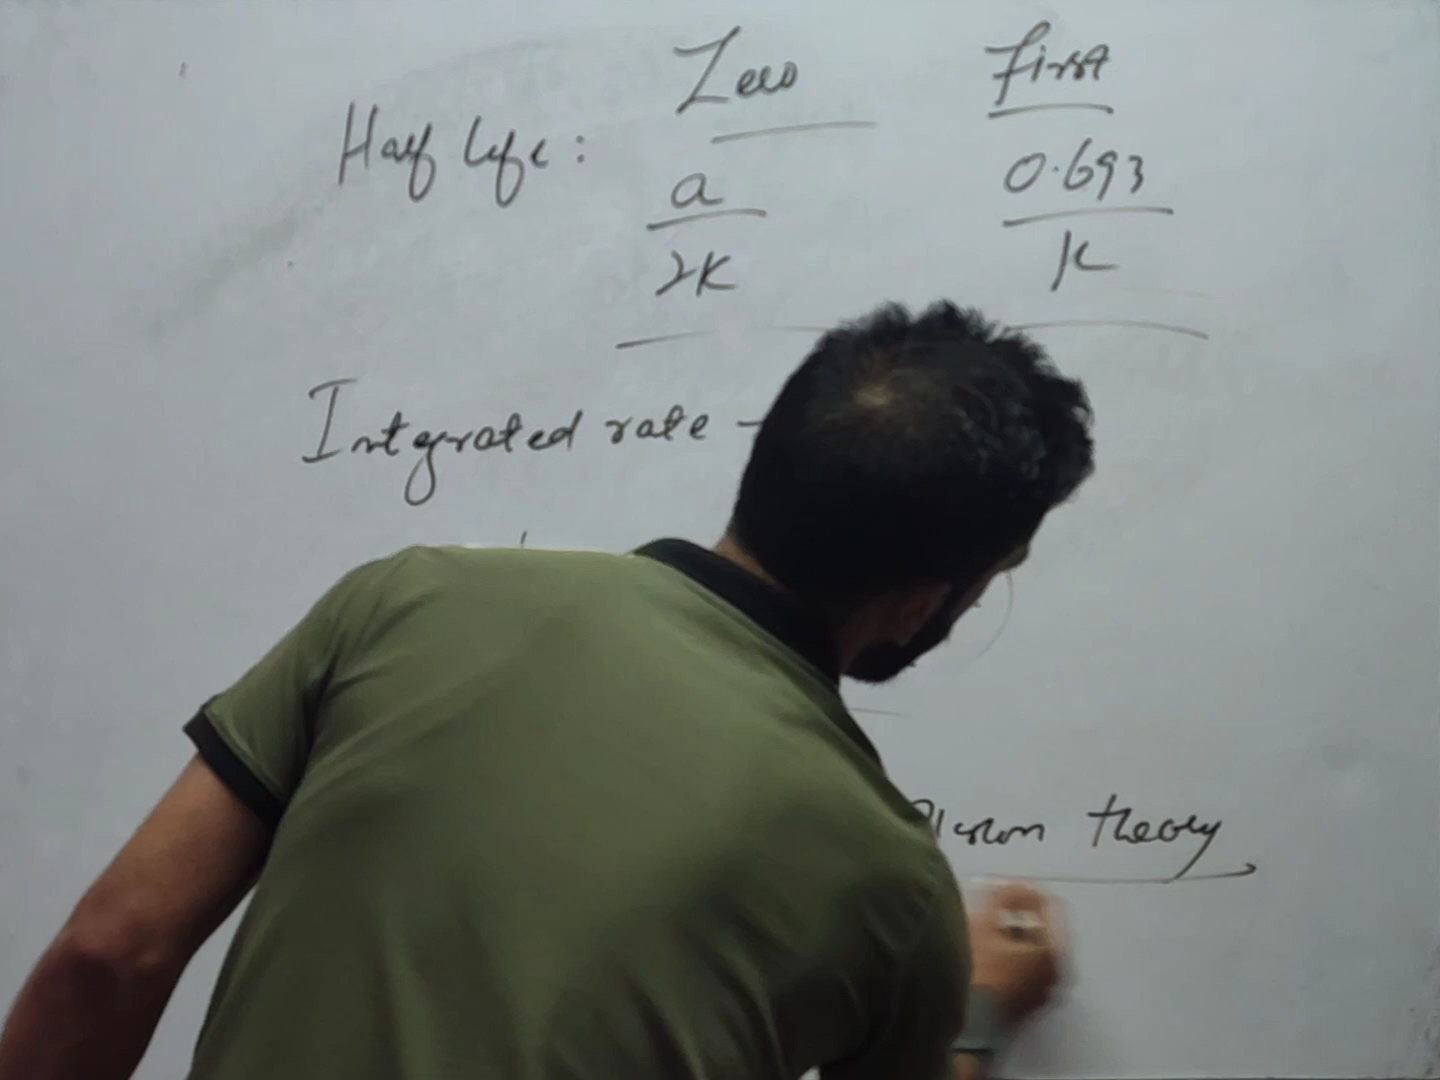 Zero First
Half life: a/2K 0.693/K
Integrated rate -
theory